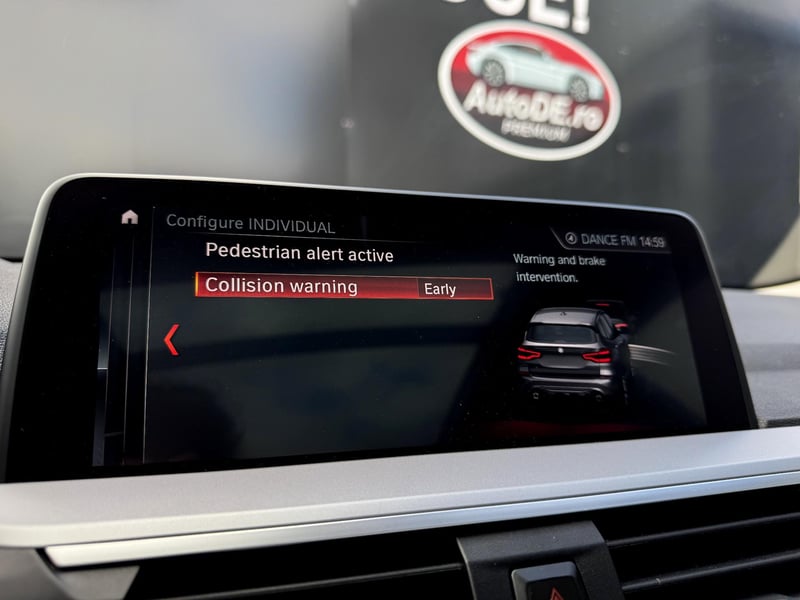 AutoDE.ro
PREMIUM
Configure INDIVIDUAL
DANCE FM 14:59
Pedestrian alert active
Collision warning Early
Warning and brake
intervention.